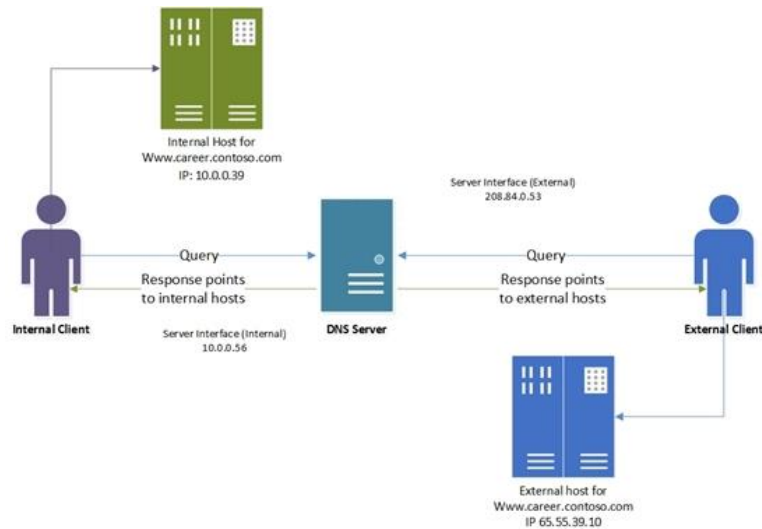 Internal Host for
Www.career.contoso.com
IP: 10.0.0.39
Server Interface (External)
208.84.0.53
Query
Query
Response points
to internal hosts
Response points
to external hosts
Internal Client
DNS Server
External Client
Server Interface (Internal)
10.0.0.56
External host for
Www.career.contoso.com
IP 65.55.39.10